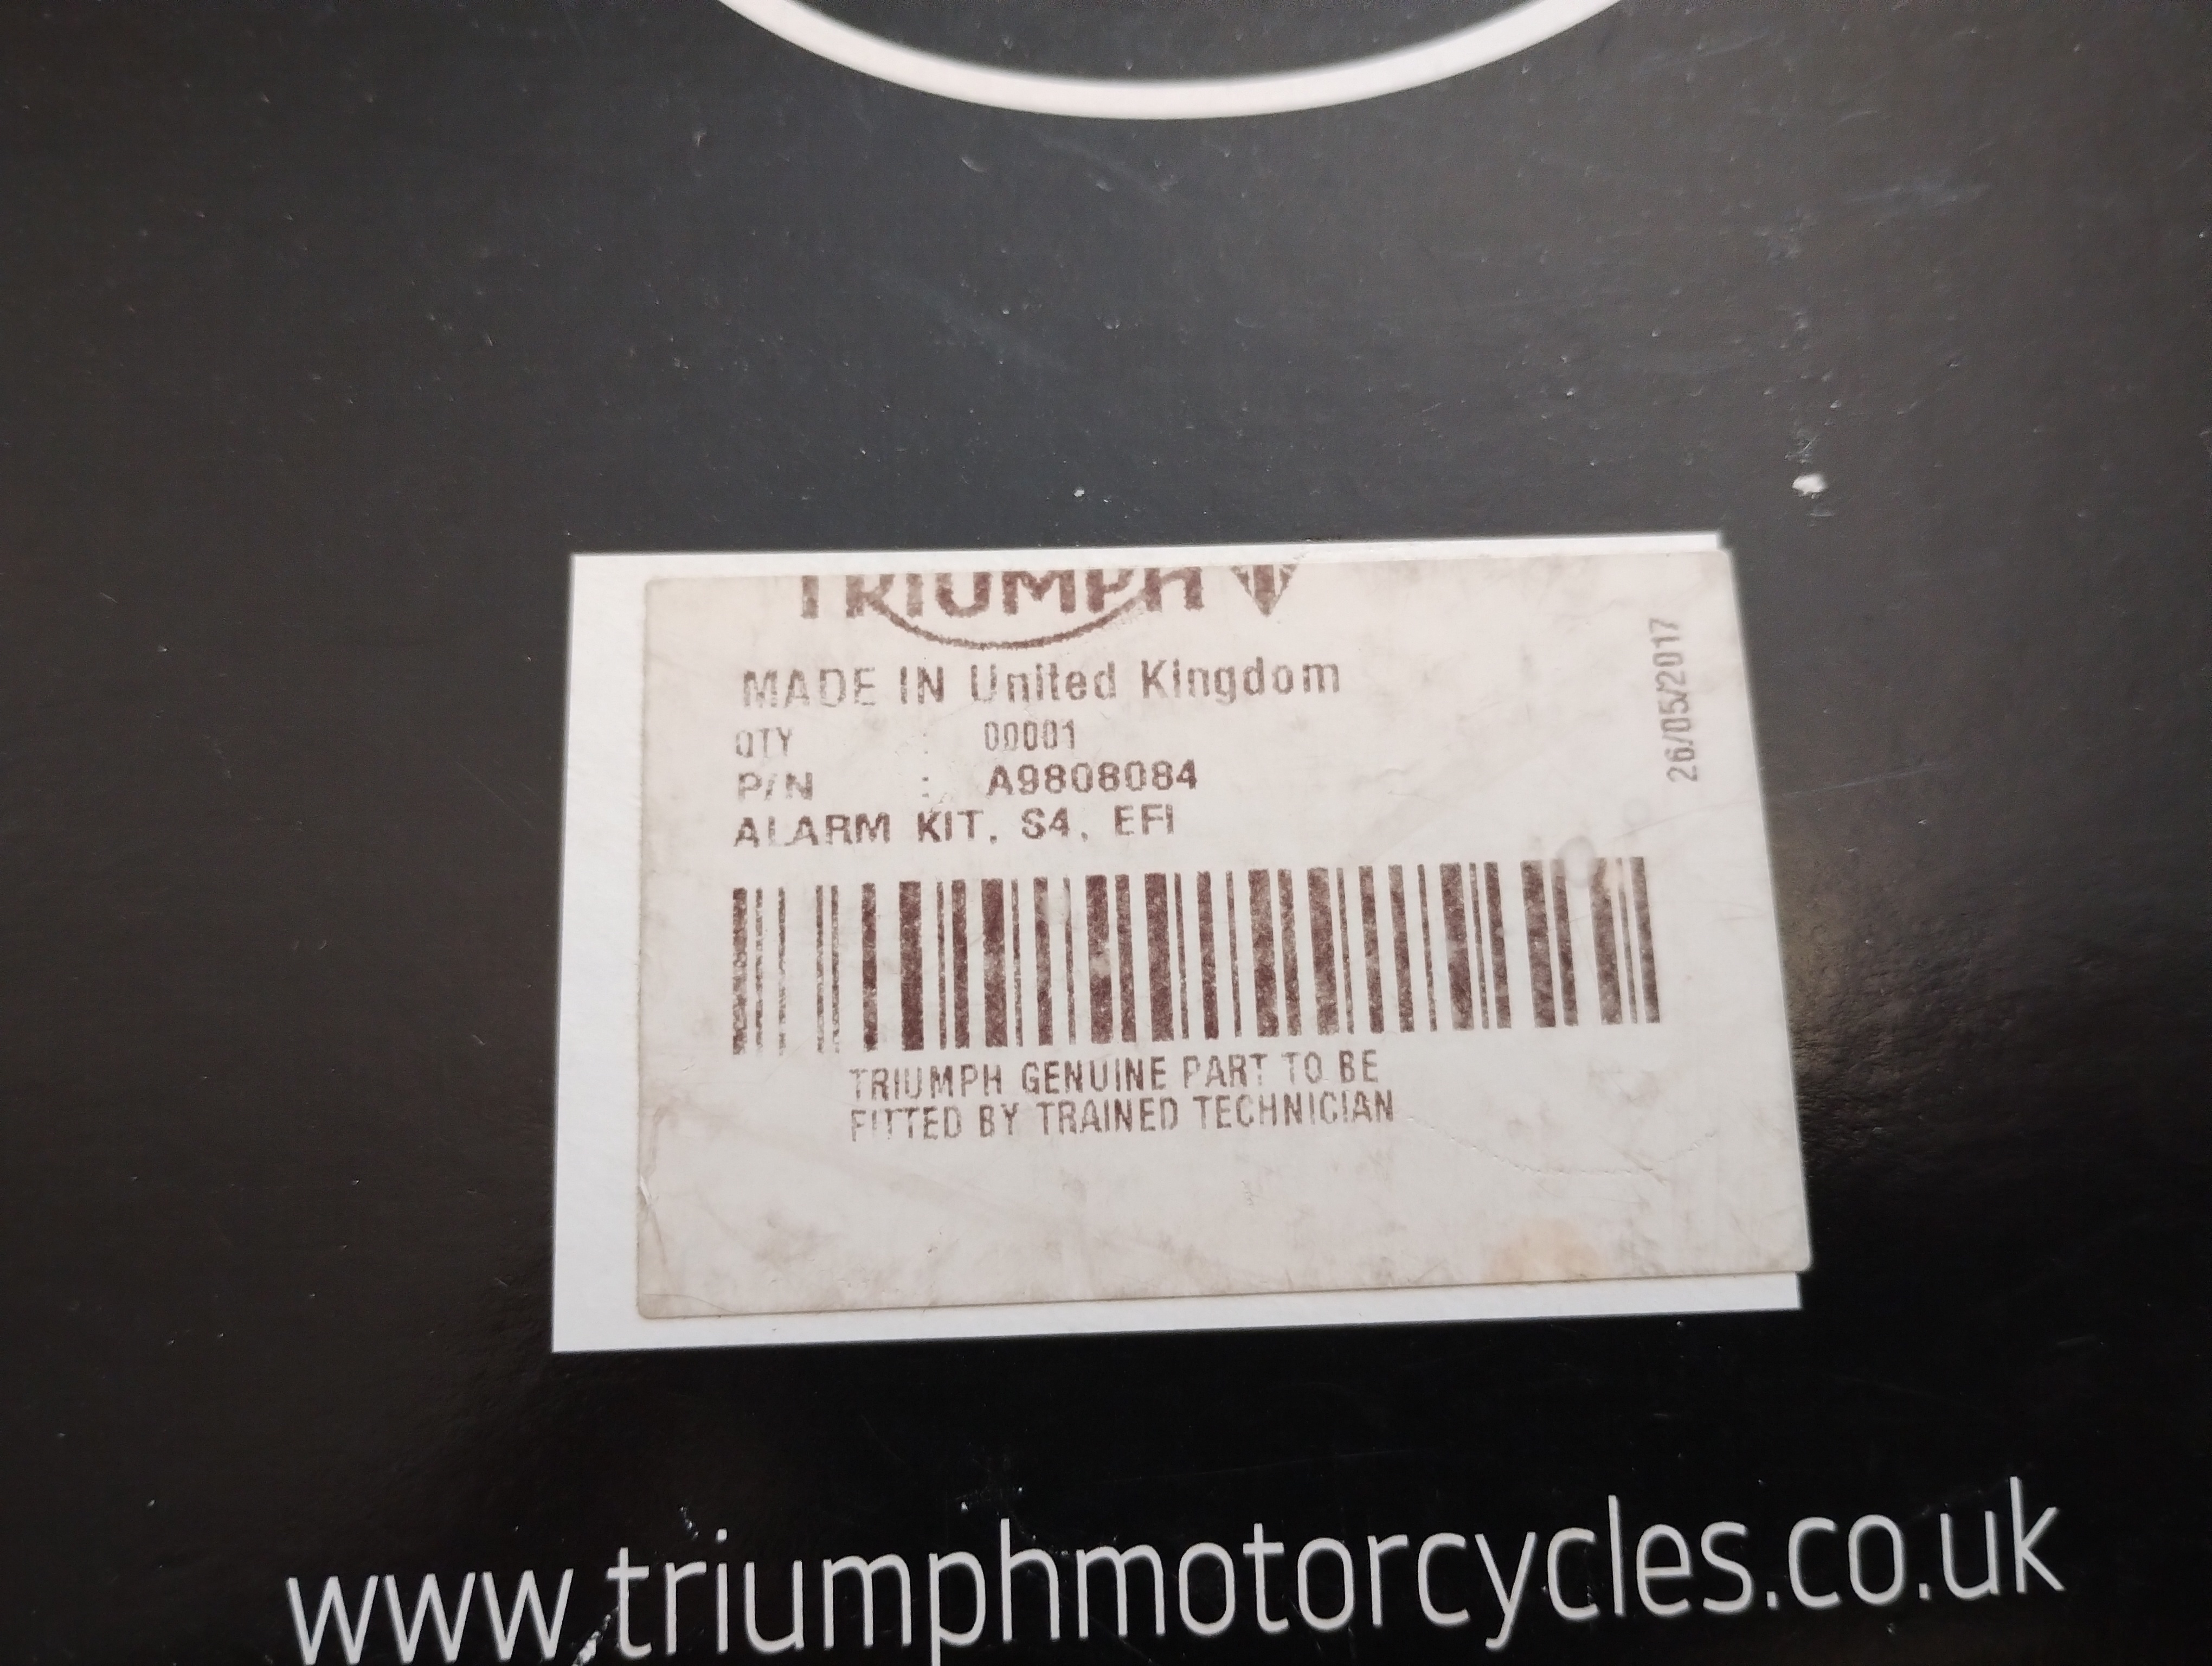 TRIUMPH
MADE IN United Kingdom
QTY : 00001
P/N : A9808084
ALARM KIT, S4, EFI
TRIUMPH GENUINE PART TO BE
FITTED BY TRAINED TECHNICIAN
26/05/2017
www.triumphmotorcycles.co.uk